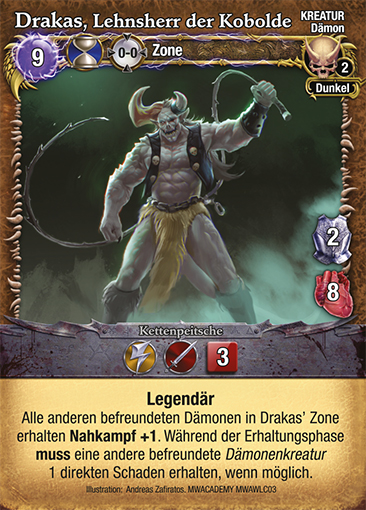 Drakas, Lehnsherr der Kobolde
KREATUR
Dämon
9
0-0
Zone
2
Dunkel
2
8
Kettenpeitsche
3
Legendär
Alle anderen befreundeten Dämonen in Drakas' Zone
erhalten Nahkampf +1. Während der Erhaltungsphase
muss eine andere befreundete Dämonenkreatur
1 direkten Schaden erhalten, wenn möglich.
Illustration: Andreas Zafiratos. MWACADEMY MWAWLC03